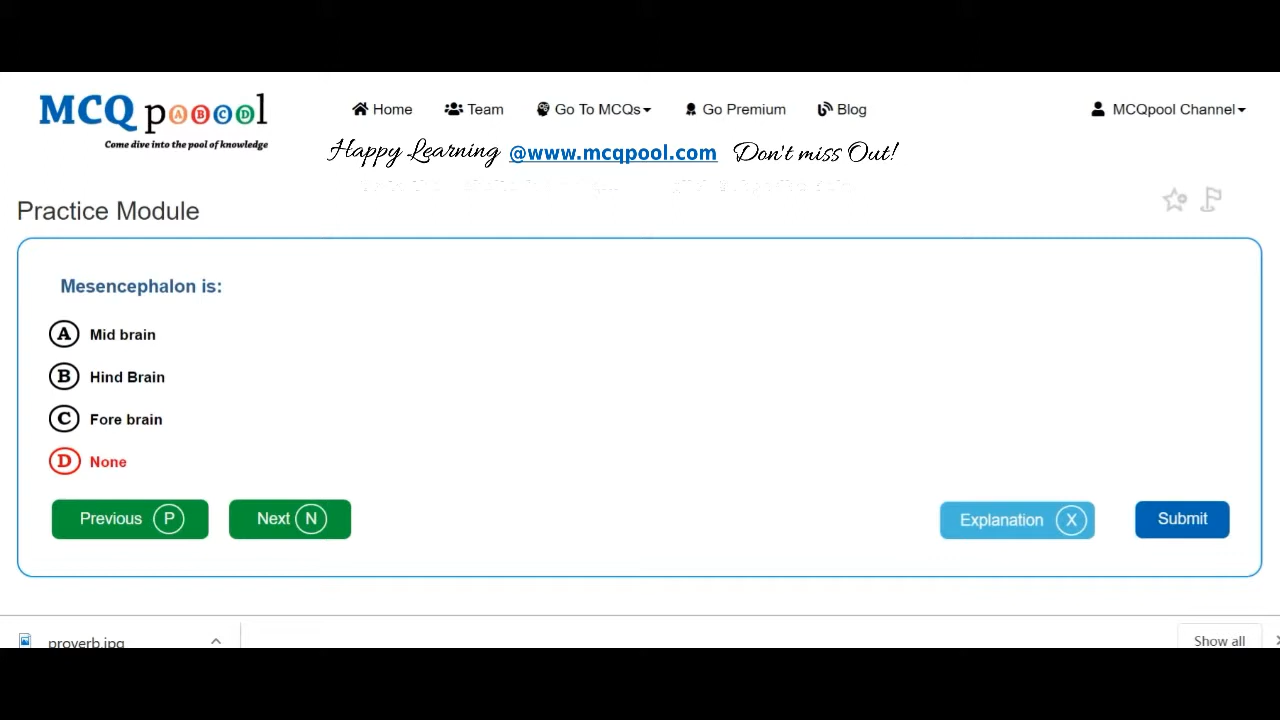 MCQ pABCDl
Come dive into the pool of knowledge
Home Team Go To MCQs Go Premium Blog MCQpool Channel
Happy Learning @www.mcqpool.com Don't miss Out!
Practice Module
Mesencephalon is:
A Mid brain
B Hind Brain
C Fore brain
D None
Previous P Next N Explanation X Submit
proverb.jpg Show all